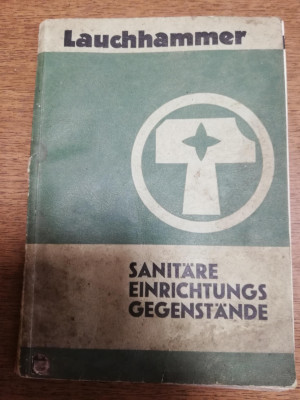 Lauchhammer
SANITÄRE
EINRICHTUNGS
GEGENSTÄNDE